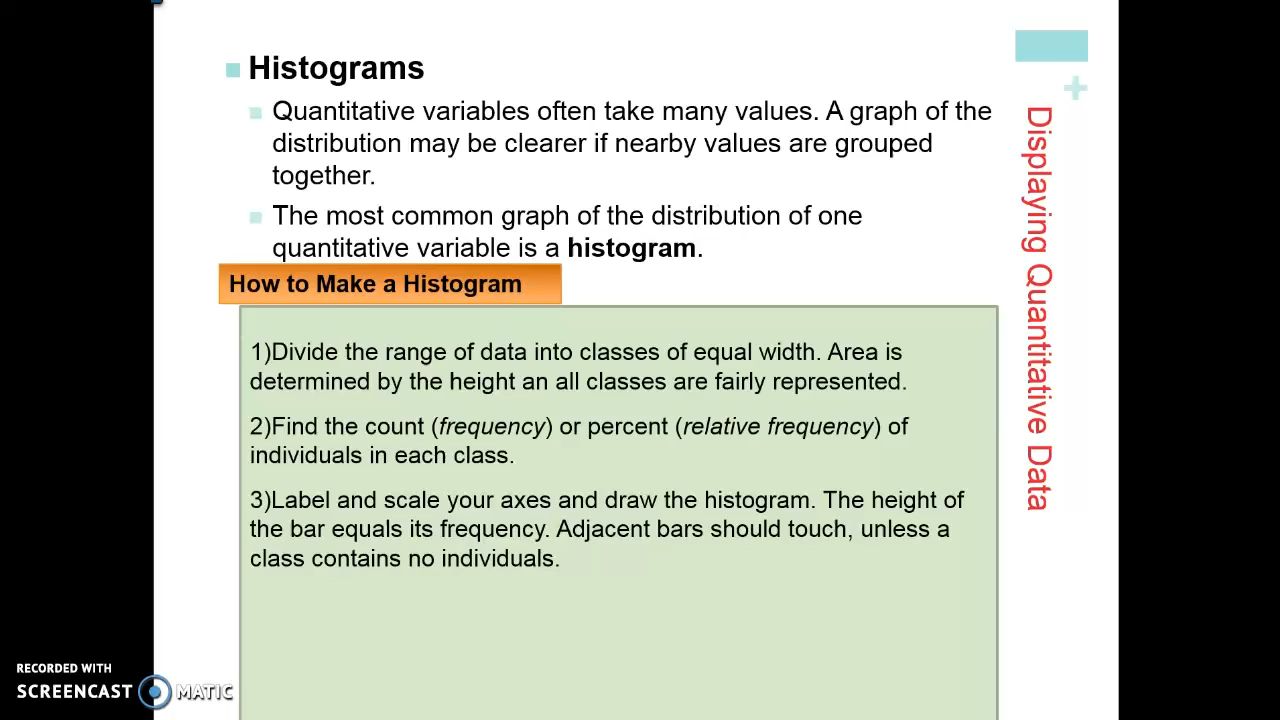 Histograms
Quantitative variables often take many values. A graph of the
distribution may be clearer if nearby values are grouped
together.
The most common graph of the distribution of one
quantitative variable is a histogram.
How to Make a Histogram
1)Divide the range of data into classes of equal width. Area is
determined by the height an all classes are fairly represented.
2)Find the count (frequency) or percent (relative frequency) of
individuals in each class.
3)Label and scale your axes and draw the histogram. The height of
the bar equals its frequency. Adjacent bars should touch, unless a
class contains no individuals.
+
Displaying Quantitative Data
RECORDED WITH
SCREENCAST MATIC